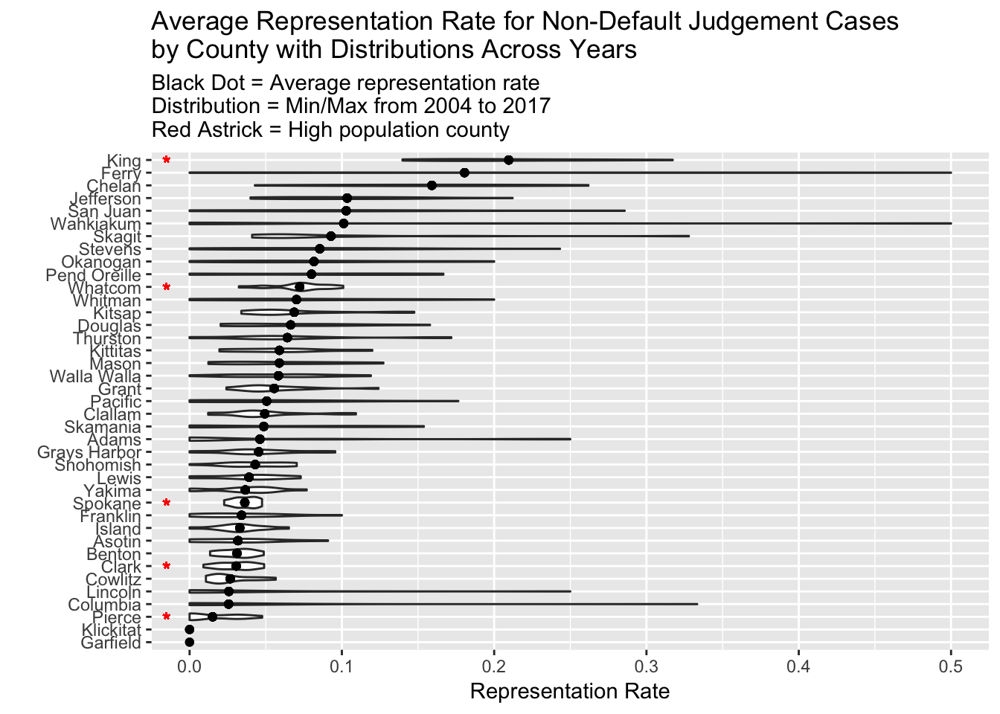 Average Representation Rate for Non-Default Judgement Cases
by County with Distributions Across Years
Black Dot = Average representation rate
Distribution = Min/Max from 2004 to 2017
Red Astrick = High population county
King *
Ferry
Chelan
Jefferson
San Juan
Wahkiakum
Skagit
Stevens
Okanogan
Pend Oreille
Whatcom *
Whitman
Kitsap
Douglas
Thurston
Kittitas
Mason
Walla Walla
Grant
Pacific
Clallam
Skamania
Adams
Grays Harbor
Snohomish
Lewis
Yakima
Spokane *
Franklin
Island
Asotin
Benton
Clark *
Cowlitz
Lincoln
Columbia
Pierce *
Klickitat
Garfield
0.0 0.1 0.2 0.3 0.4 0.5
Representation Rate